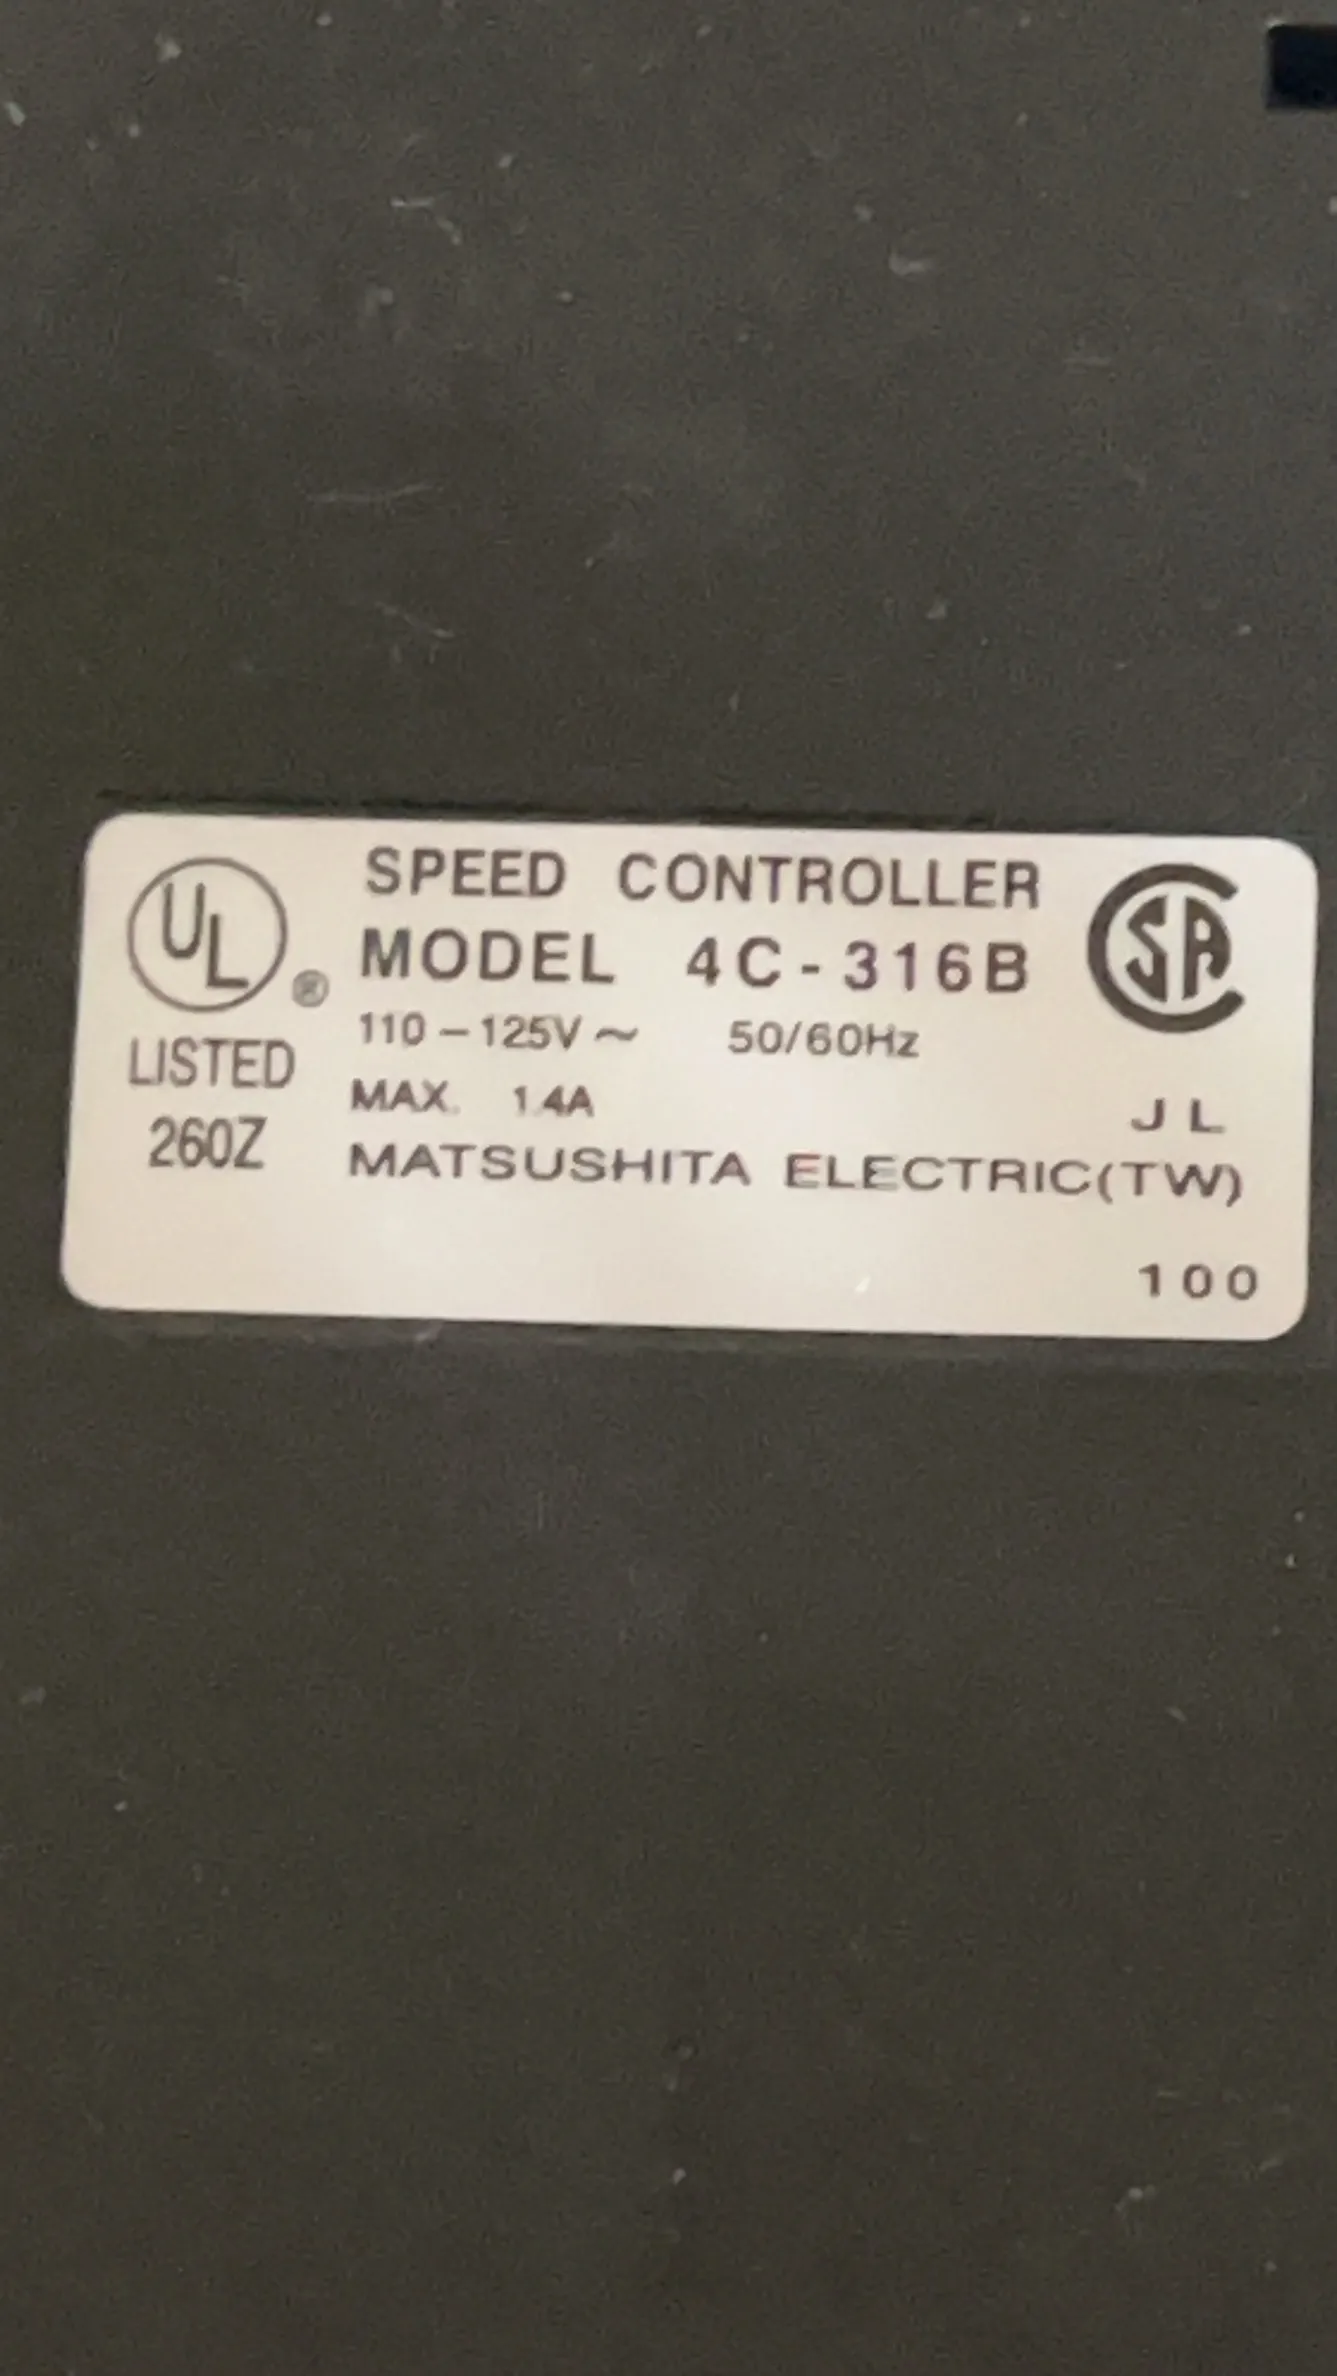 UL ®
LISTED
260Z
SPEED CONTROLLER
MODEL 4C-316B
110-125V~ 50/60Hz
MAX. 1.4A
MATSUSHITA ELECTRIC(TW)
CSA
JL
100